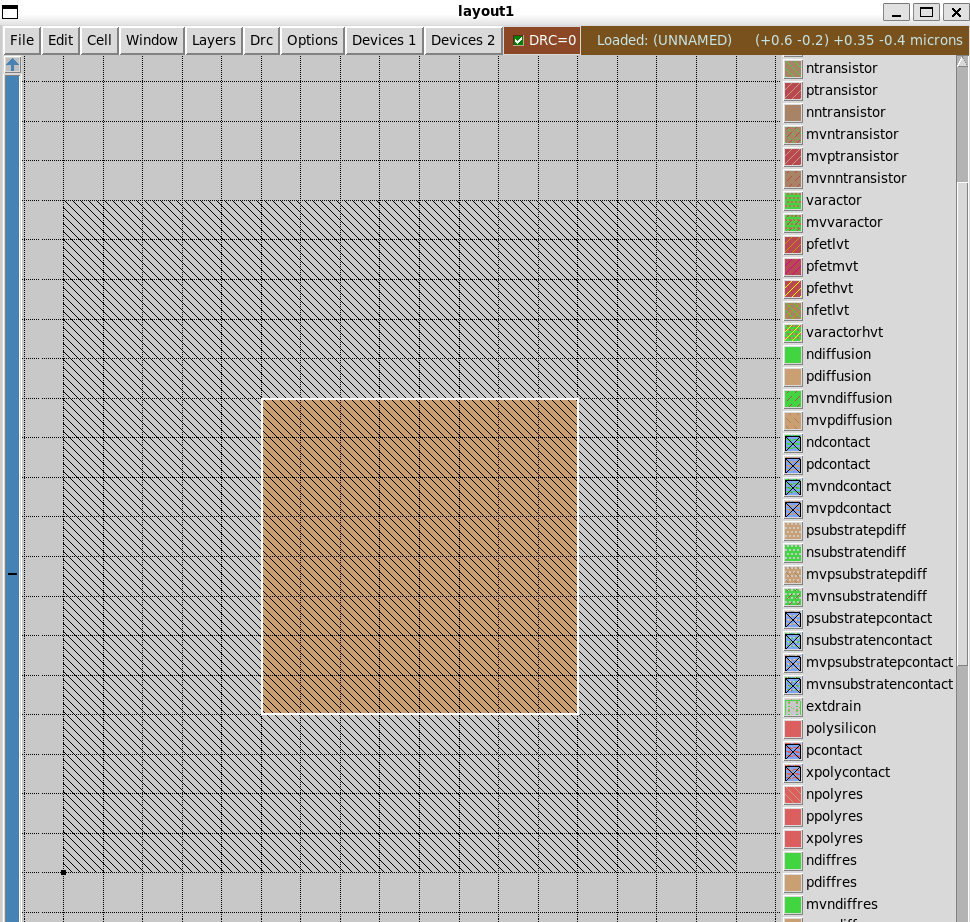 layout1
File Edit Cell Window Layers Drc Options Devices 1 Devices 2 DRC=0 Loaded: (UNNAMED) (+0.6 -0.2) +0.35 -0.4 microns
ntransistor
ptransistor
nntransistor
mvntransistor
mvptransistor
mvnntransistor
varactor
mvvaractor
pfetlvt
pfetmvt
pfethvt
nfetlvt
varactorhvt
ndiffusion
pdiffusion
mvndiffusion
mvpdiffusion
ndcontact
pdcontact
mvndcontact
mvpdcontact
psubstratepdiff
nsubstratendiff
mvpsubstratepdiff
mvnsubstratendiff
psubstratepcontact
nsubstratencontact
mvpsubstratepcontact
mvnsubstratencontact
extdrain
polysilicon
pcontact
xpolycontact
npolyres
ppolyres
xpolyres
ndiffres
pdiffres
mvndiffres